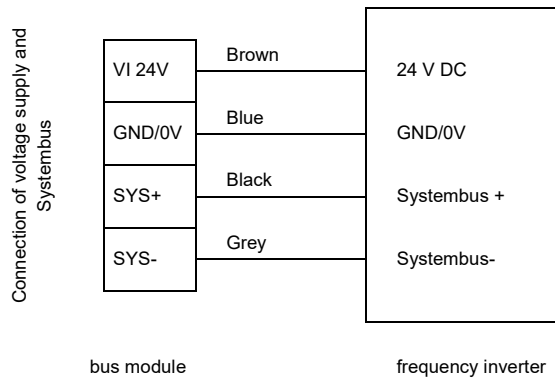 Connection of voltage supply and
Systembus
VI 24V
Brown
24 V DC
GND/0V
Blue
GND/0V
SYS+
Black
Systembus +
SYS-
Grey
Systembus-
bus module
frequency inverter